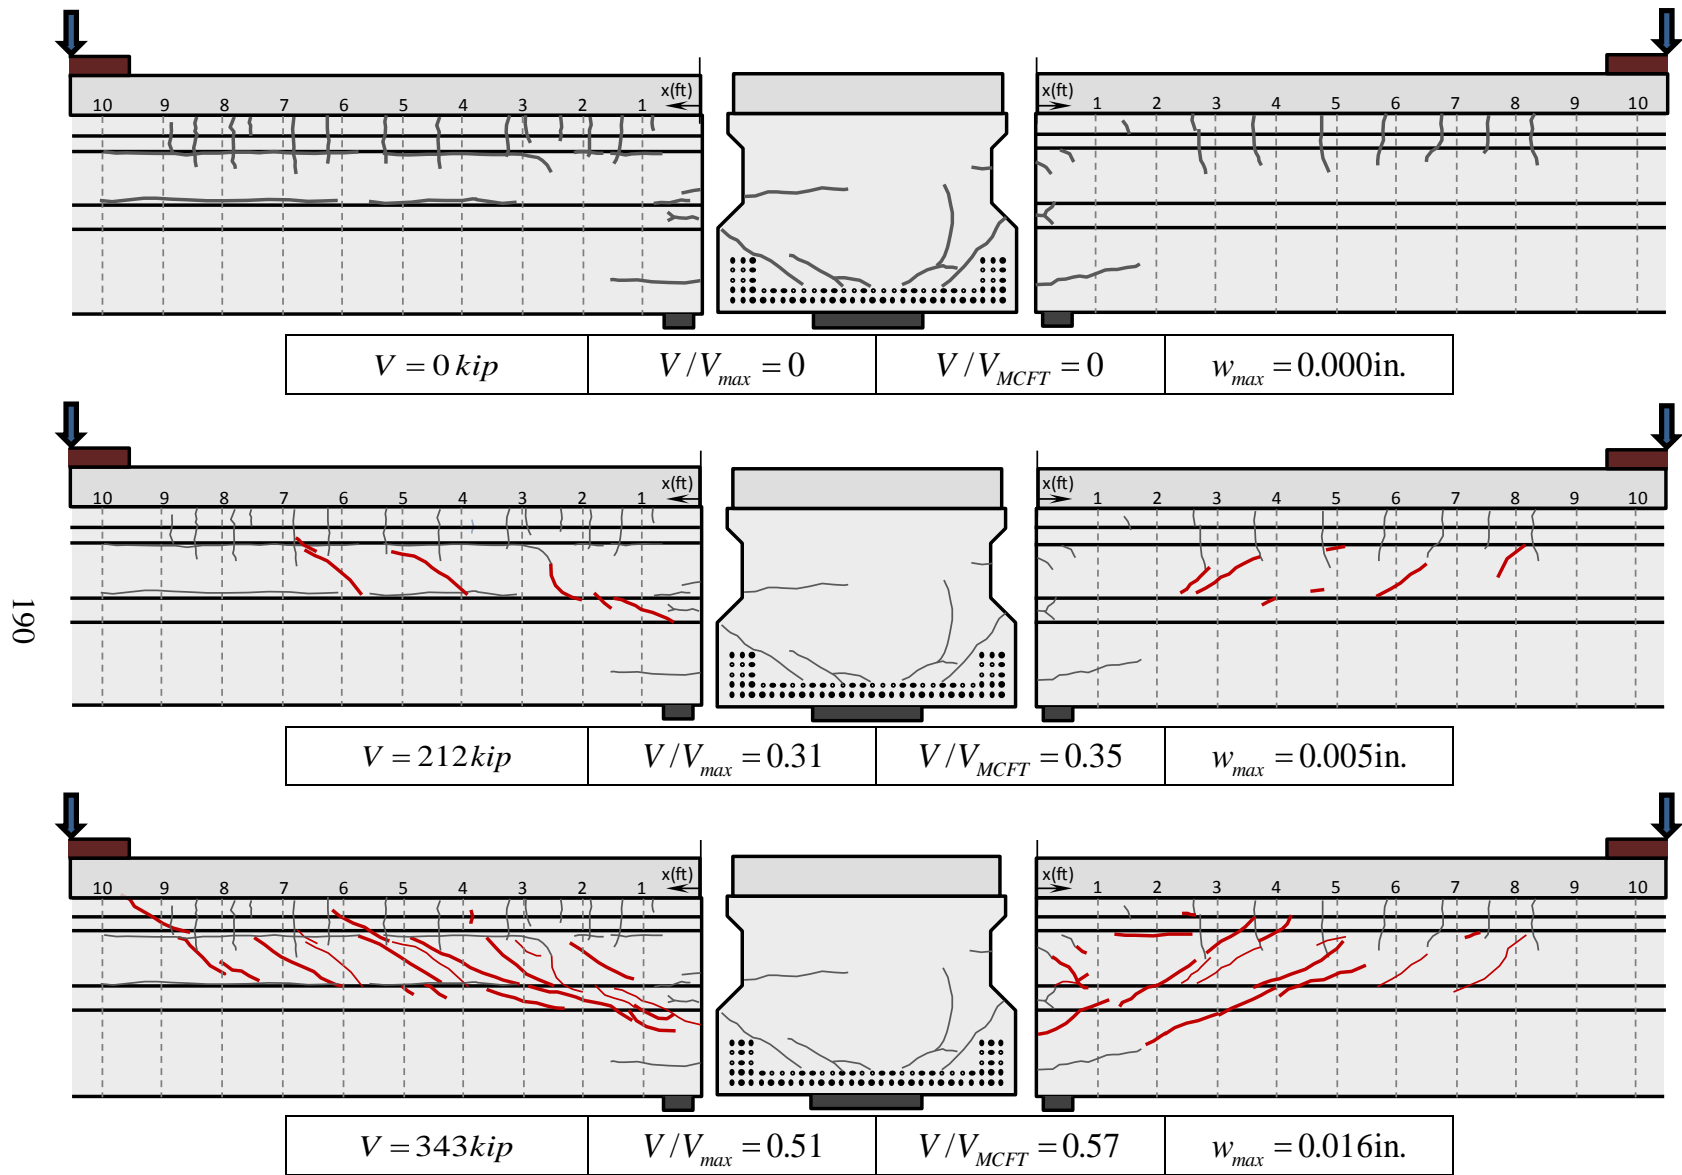 10 9 8 7 6 5 4 3 2 1 x(ft)
x(ft) 1 2 3 4 5 6 7 8 9 10
V = 0 kip V/V_max = 0 V/V_MCFT = 0 w_max = 0.000in.
10 9 8 7 6 5 4 3 2 1 x(ft)
x(ft) 1 2 3 4 5 6 7 8 9 10
190
V = 212 kip V/V_max = 0.31 V/V_MCFT = 0.35 w_max = 0.005in.
10 9 8 7 6 5 4 3 2 1 x(ft)
x(ft) 1 2 3 4 5 6 7 8 9 10
V = 343 kip V/V_max = 0.51 V/V_MCFT = 0.57 w_max = 0.016in.